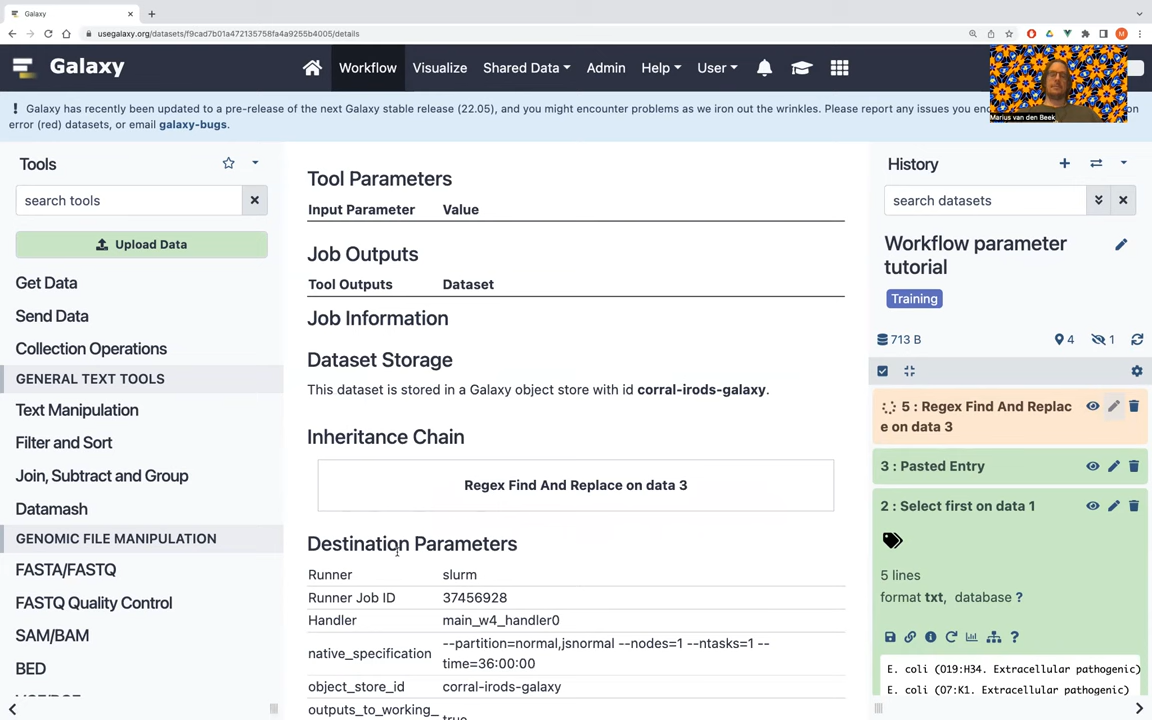 Galaxy
usegalaxy.org/datasets/f9cad7b01a472135758fa4a9255b4005/details
M
Galaxy
Workflow
Visualize
Shared Data
Admin
Help
User
Marius van den Beek
! Galaxy has recently been updated to a pre-release of the next Galaxy stable release (22.05), and you might encounter problems as we iron out the wrinkles. Please report any issues you en
error (red) datasets, or email galaxy-bugs.
Tools
search tools
Upload Data
Get Data
Send Data
Collection Operations
GENERAL TEXT TOOLS
Text Manipulation
Filter and Sort
Join, Subtract and Group
Datamash
GENOMIC FILE MANIPULATION
FASTA/FASTQ
FASTQ Quality Control
SAM/BAM
BED
Tool Parameters
Input Parameter Value
Job Outputs
Tool Outputs Dataset
Job Information
Dataset Storage
This dataset is stored in a Galaxy object store with id corral-irods-galaxy.
Inheritance Chain
Regex Find And Replace on data 3
Destination Parameters
Runner slurm
Runner Job ID 37456928
Handler main_w4_handler0
native_specification --partition=normal,jsnormal --nodes=1 --ntasks=1 --
time=36:00:00
object_store_id corral-irods-galaxy
outputs_to_working_
true
History
search datasets
Workflow parameter
tutorial
Training
713 B
4
1
5 : Regex Find And Replac
e on data 3
3 : Pasted Entry
2 : Select first on data 1
5 lines
format txt, database ?
E. coli (O19:H34. Extracellular pathogenic)
E. coli (O7:K1. Extracellular pathogenic)